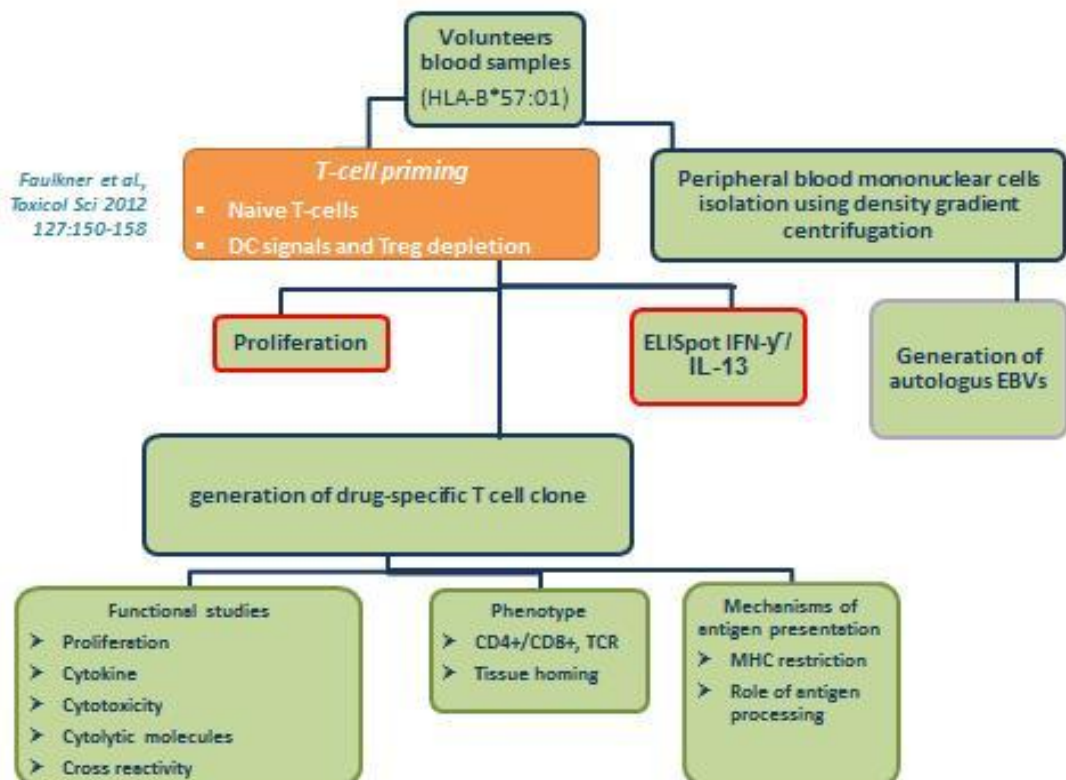 Volunteers
blood samples
(HLA-B*57:01)
Faulkner et al.,
Toxicol Sci 2012
127:150-158
T-cell priming
▪ Naive T-cells
▪ DC signals and Treg depletion
Peripheral blood mononuclear cells
isolation using density gradient
centrifugation
Proliferation
ELISpot IFN-γ/
IL-13
Generation of
autologus EBVs
generation of drug-specific T cell clone
Functional studies
➤ Proliferation
➤ Cytokine
➤ Cytotoxicity
➤ Cytolytic molecules
➤ Cross reactivity
Phenotype
➤ CD4+/CD8+, TCR
➤ Tissue homing
Mechanisms of
antigen presentation
➤ MHC restriction
➤ Role of antigen
processing